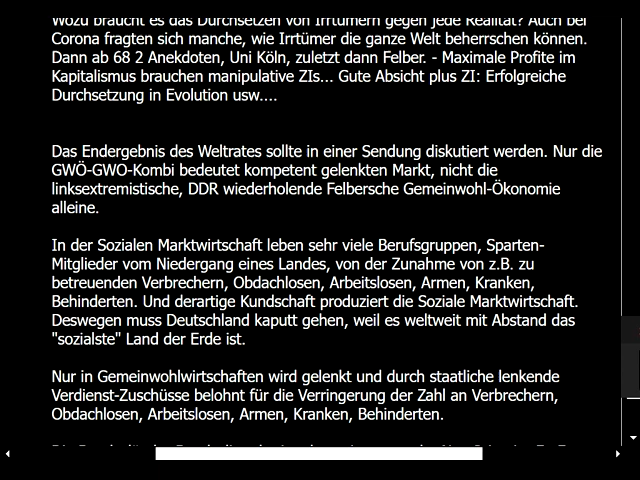 Wozu braucht es das Durchsetzen von Irrtümern gegen jede Realität? Auch bei
Corona fragten sich manche, wie Irrtümer die ganze Welt beherrschen können.
Dann ab 68 2 Anekdoten, Uni Köln, zuletzt dann Felber. - Maximale Profite im
Kapitalismus brauchen manipulative ZIs... Gute Absicht plus ZI: Erfolgreiche
Durchsetzung in Evolution usw....
Das Endergebnis des Weltrates sollte in einer Sendung diskutiert werden. Nur die
GWÖ-GWO-Kombi bedeutet kompetent gelenkten Markt, nicht die
linksextremistische, DDR wiederholende Felbersche Gemeinwohl-Ökonomie
alleine.
In der Sozialen Marktwirtschaft leben sehr viele Berufsgruppen, Sparten-
Mitglieder vom Niedergang eines Landes, von der Zunahme von z.B. zu
betreuenden Verbrechern, Obdachlosen, Arbeitslosen, Armen, Kranken,
Behinderten. Und derartige Kundschaft produziert die Soziale Marktwirtschaft.
Deswegen muss Deutschland kaputt gehen, weil es weltweit mit Abstand das
"sozialste" Land der Erde ist.
Nur in Gemeinwohlwirtschaften wird gelenkt und durch staatliche lenkende
Verdienst-Zuschüsse belohnt für die Verringerung der Zahl an Verbrechern,
Obdachlosen, Arbeitslosen, Armen, Kranken, Behinderten.